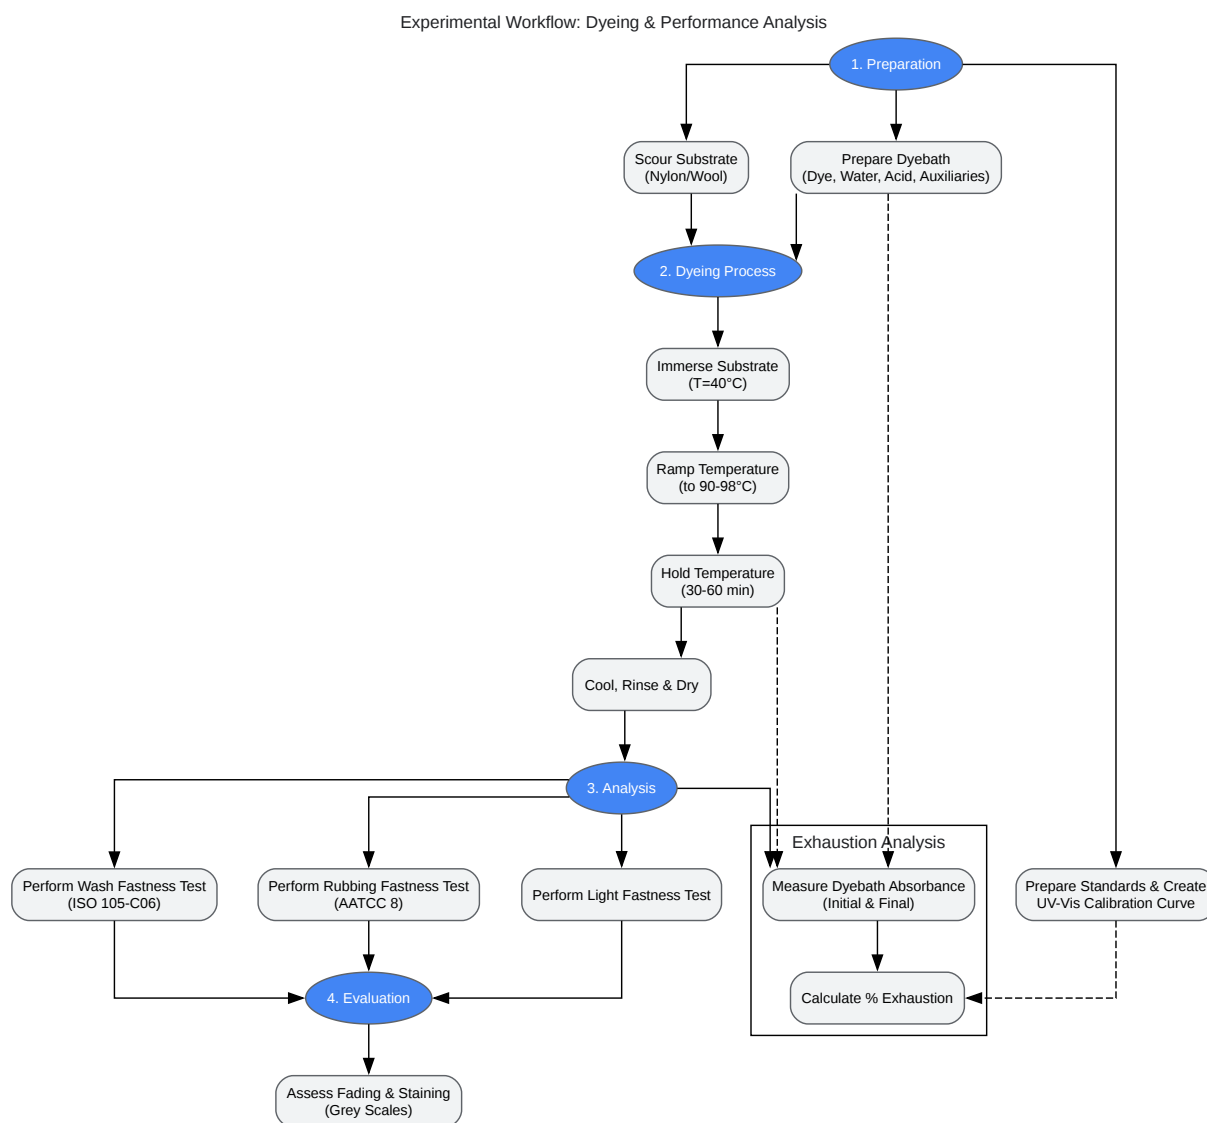 Experimental Workflow: Dyeing & Performance Analysis
1. Preparation
Scour Substrate
(Nylon/Wool)
Prepare Dyebath
(Dye, Water, Acid, Auxiliaries)
2. Dyeing Process
Immerse Substrate
(T=40°C)
Ramp Temperature
(to 90-98°C)
Hold Temperature
(30-60 min)
Cool, Rinse & Dry
3. Analysis
Exhaustion Analysis
Perform Wash Fastness Test
(ISO 105-C06)
Perform Rubbing Fastness Test
(AATCC 8)
Perform Light Fastness Test
Measure Dyebath Absorbance
(Initial & Final)
Prepare Standards & Create
UV-Vis Calibration Curve
4. Evaluation
Calculate % Exhaustion
Assess Fading & Staining
(Grey Scales)